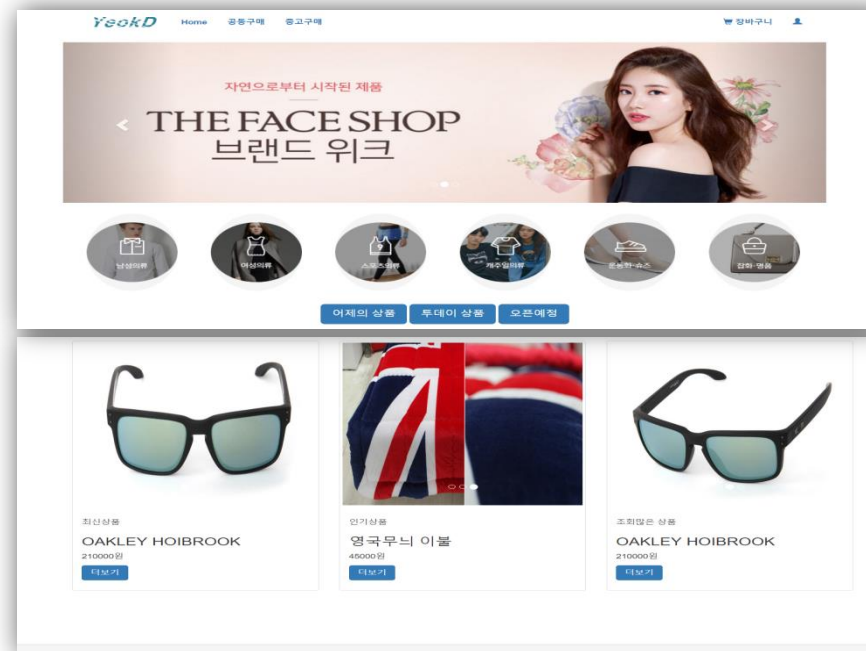 YeokD Home 공동구매 중고구매 장바구니
자연으로부터 시작된 제품
THE FACE SHOP
브랜드 위크
남성의류 여성의류 스포츠의류 캐주얼의류 운동화·슈즈 잡화·명품
어제의 상품 투데이 상품 오픈예정
최신상품 인기상품 조회많은 상품
OAKLEY HOIBROOK 영국무늬 이불 OAKLEY HOIBROOK
210000원 45000원 210000원
더보기 더보기 더보기